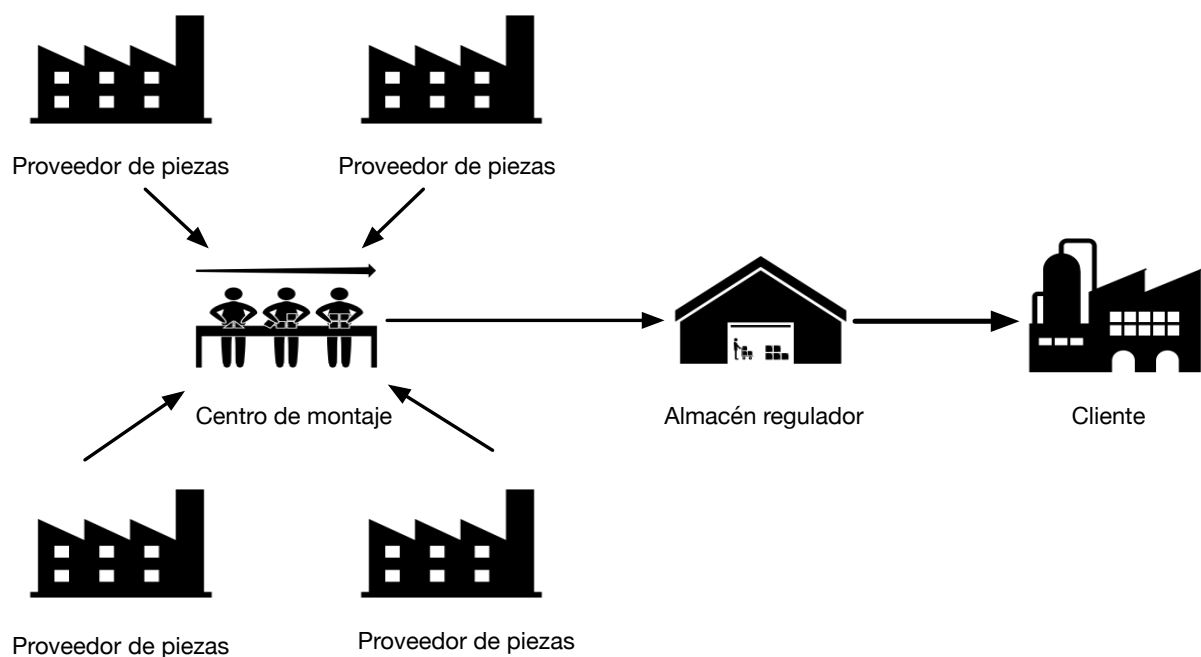 Proveedor de piezas
Proveedor de piezas
Centro de montaje
Almacén regulador
Cliente
Proveedor de piezas
Proveedor de piezas